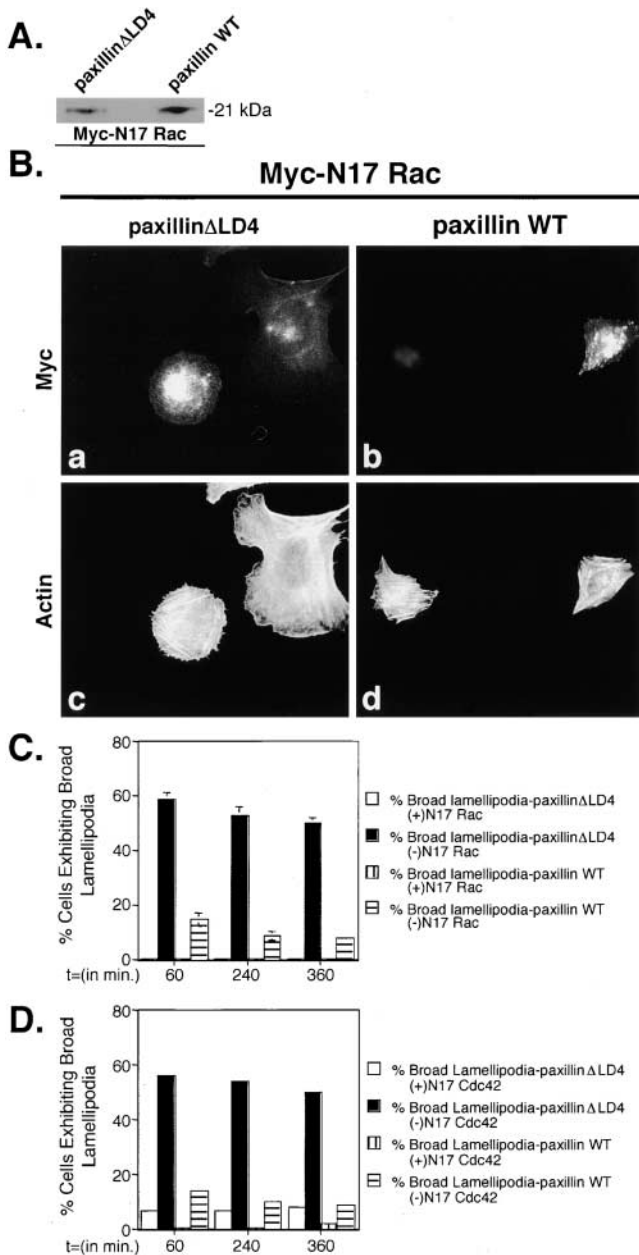 A.
paxillinΔLD4
paxillin WT
-21 kDa
Myc-N17 Rac
B.
Myc-N17 Rac
paxillinΔLD4
paxillin WT
Myc
a
b
Actin
c
d
C.
% Cells Exhibiting Broad
Lamellipodia
80
60
40
20
0
t=(in min.)
60
240
360
% Broad lamellipodia-paxillinΔLD4
(+)N17 Rac
% Broad lamellipodia-paxillinΔLD4
(-)N17 Rac
% Broad lamellipodia-paxillin WT
(+)N17 Rac
% Broad lamellipodia-paxillin WT
(-)N17 Rac
D.
% Cells Exhibiting Broad
Lamellipodia
80
60
40
20
0
t=(in min.)
60
240
360
% Broad Lamellipodia-paxillin Δ LD4
(+)N17 Cdc42
% Broad Lamellipodia-paxillin Δ LD4
(-)N17 Cdc42
% Broad Lamellipodia-paxillin WT
(+)N17 Cdc42
% Broad Lamellipodia-paxillin WT
(-)N17 Cdc42